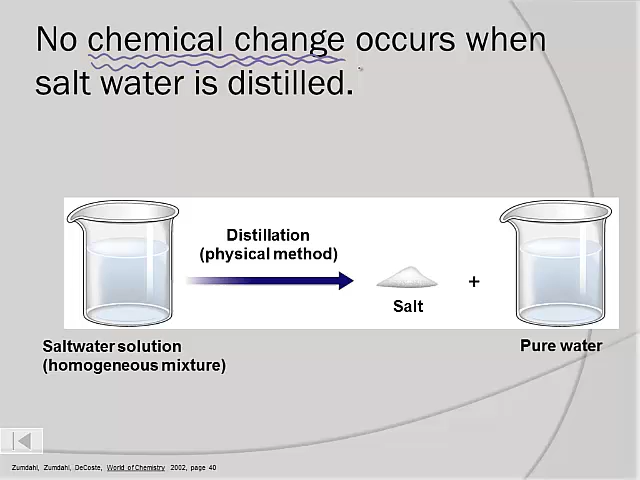 No chemical change occurs when
salt water is distilled.
Distillation
(physical method)
Salt
+
Saltwater solution
(homogeneous mixture)
Pure water
Zumdahl, Zumdahl, DeCoste, World of Chemistry 2002, page 40